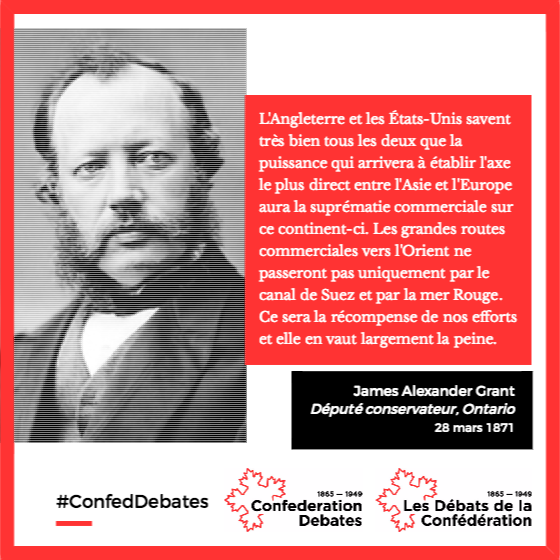 L'Angleterre et les États-Unis savent
très bien tous les deux que la
puissance qui arrivera à établir l'axe
le plus direct entre l'Asie et l'Europe
aura la suprématie commerciale sur
ce continent-ci. Les grandes routes
commerciales vers l'Orient ne
passeront pas uniquement par le
canal de Suez et par la mer Rouge.
Ce sera la récompense de nos efforts
et elle en vaut largement la peine.
James Alexander Grant
Député conservateur, Ontario
28 mars 1871
#ConfedDebates
1865 — 1949
Confederation
Debates
1865 — 1949
Les Débats de la
Confédération